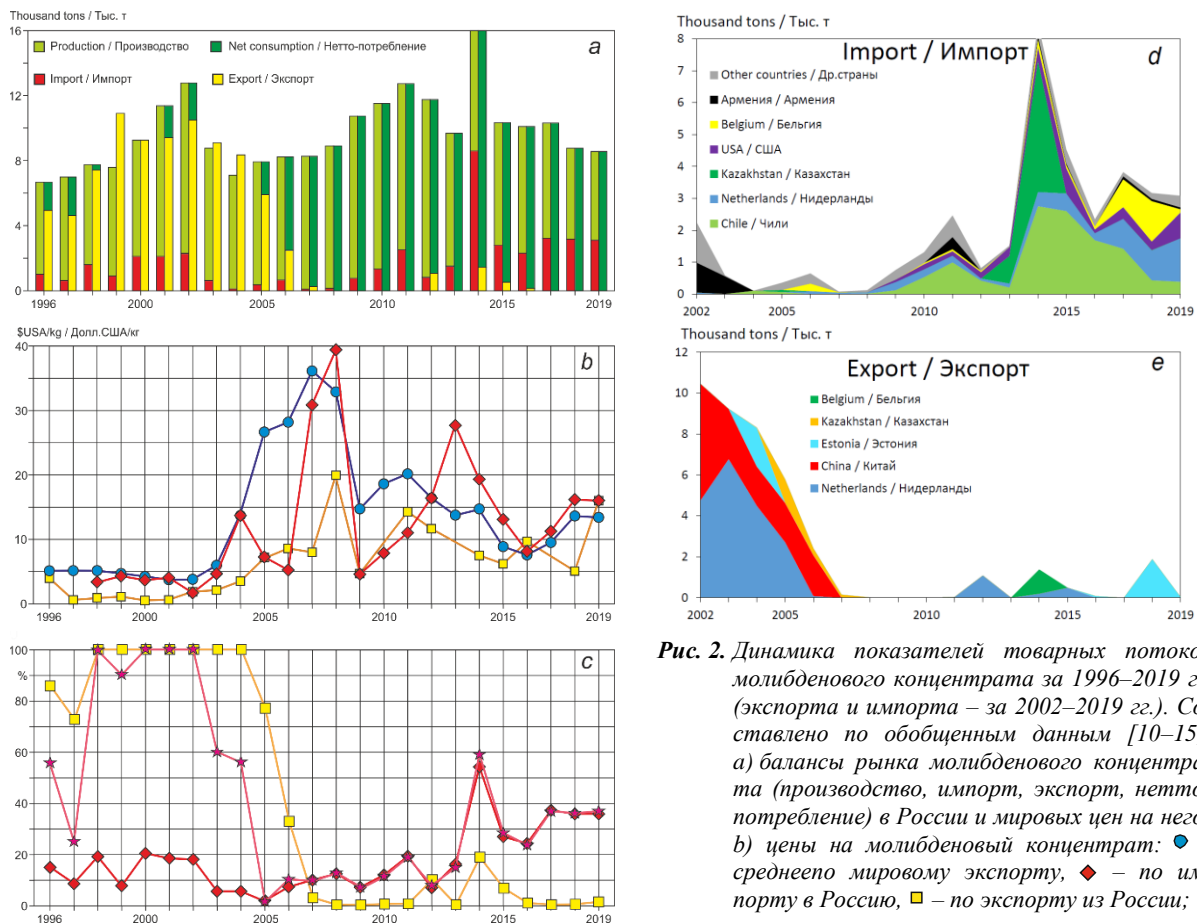 Thousand tons / Тыс. т
16
Production / Производство
Net consumption / Нетто-потребление
a
Import / Импорт
Export / Экспорт
12
8
4
0
1996
2000
2005
2010
2015
2019
$USA/kg / Долл.США/кг
40
b
30
20
10
0
1996
2000
2005
2010
2015
2019
100
%
c
80
60
40
20
0
1996
2000
2005
2010
2015
2019
Thousand tons / Тыс. т
8
Import / Импорт
d
7
Other countries / Др.страны
6
Армения / Армения
Belgium / Бельгия
5
USA / США
4
Kazakhstan / Казахстан
3
Netherlands / Нидерланды
2
Chile / Чили
1
0
2002
2005
2010
2015
2019
Thousand tons / Тыс. т
12
Export / Экспорт
e
10
Belgium / Бельгия
Kazakhstan / Казахстан
8
Estonia / Эстония
6
China / Китай
4
Netherlands / Нидерланды
2
0
2002
2005
2010
2015
2019
Рис. 2. Динамика показателей товарных потоко
молибденового концентрата за 1996–2019 г
(экспорта и импорта – за 2002–2019 гг.). Со
ставлено по обобщенным данным [10–15
a) балансы рынка молибденового концентра
та (производство, импорт, экспорт, нетто
потребление) в России и мировых цен на него
b) цены на молибденовый концентрат:
среднеепо мировому экспорту, – по им
порту в Россию, – по экспорту из России;